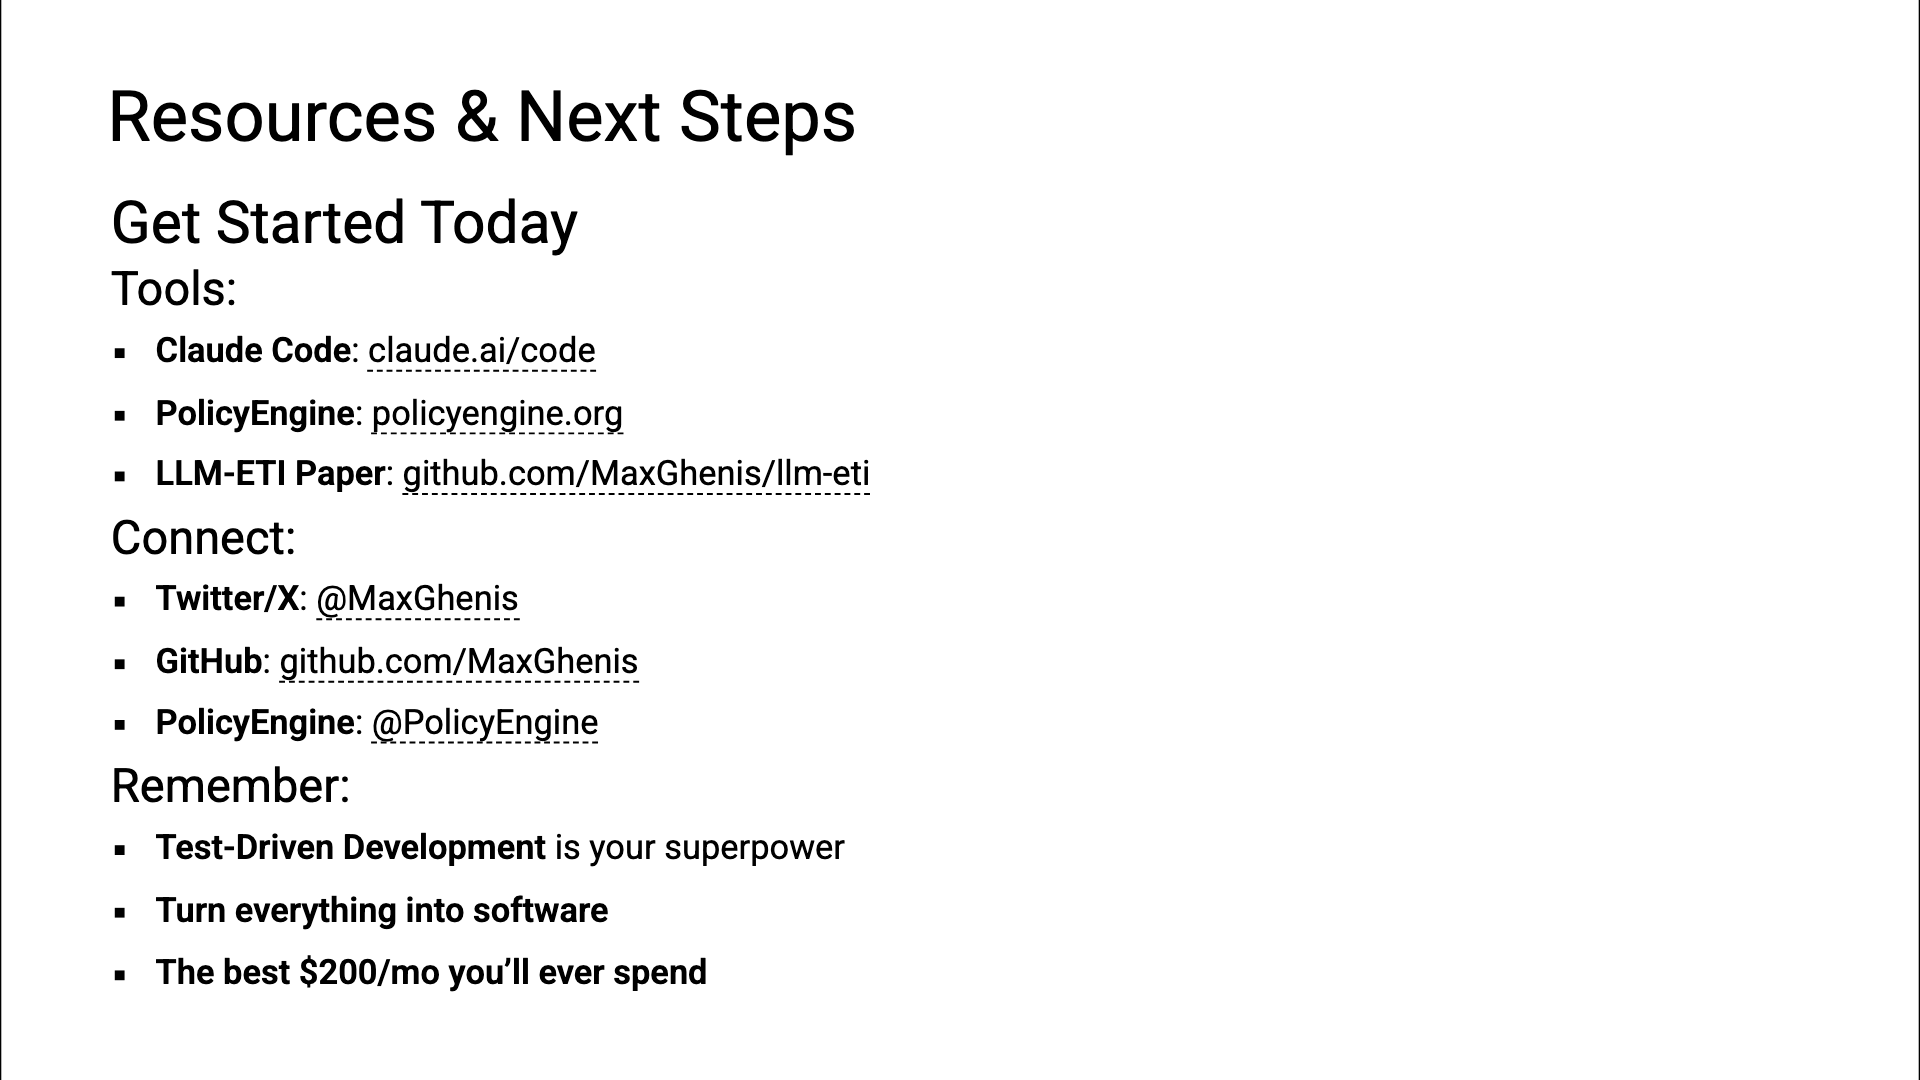 Resources & Next Steps
Get Started Today
Tools:
▪ Claude Code: claude.ai/code
▪ PolicyEngine: policyengine.org
▪ LLM-ETI Paper: github.com/MaxGhenis/llm-eti
Connect:
▪ Twitter/X: @MaxGhenis
▪ GitHub: github.com/MaxGhenis
▪ PolicyEngine: @PolicyEngine
Remember:
▪ Test-Driven Development is your superpower
▪ Turn everything into software
▪ The best $200/mo you’ll ever spend